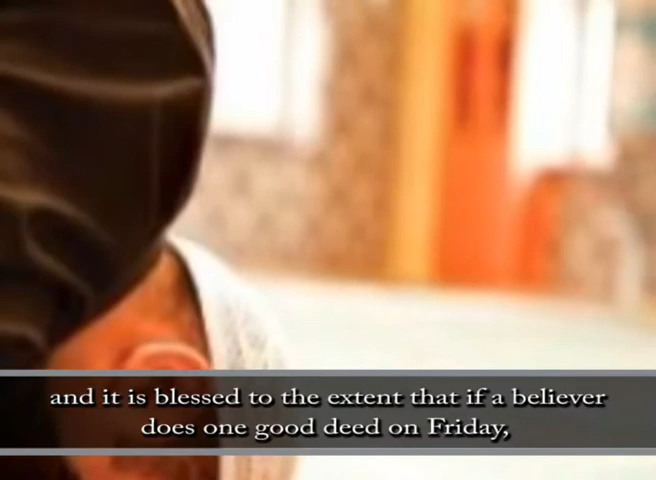 and it is blessed to the extent that if a believer
does one good deed on Friday,